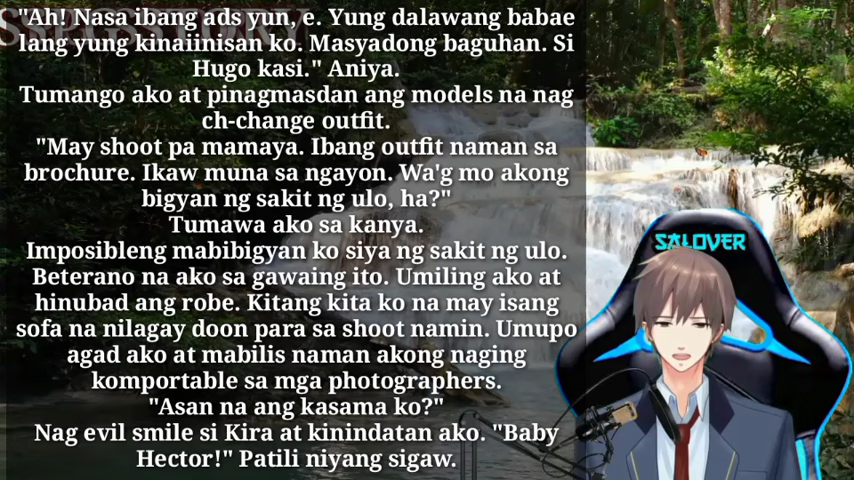 SSPG STORY
"Ah! Nasa ibang ads yun, e. Yung dalawang babae
lang yung kinaiinisan ko. Masyadong baguhan. Si
Hugo kasi." Aniya.
Tumango ako at pinagmasdan ang models na nag
ch-change outfit.
"May shoot pa mamaya. Ibang outfit naman sa
brochure. Ikaw muna sa ngayon. Wa'g mo akong
bigyan ng sakit ng ulo, ha?"
Tumawa ako sa kanya.
Imposibleng mabibigyan ko siya ng sakit ng ulo.
Beterano na ako sa gawaing ito. Umiling ako at
hinubad ang robe. Kitang kita ko na may isang
sofa na nilagay doon para sa shoot namin. Umupo
agad ako at mabilis naman akong naging
komportable sa mga photographers.
"Asan na ang kasama ko?"
Nag evil smile si Kira at kinindatan ako. "Baby
Hector!" Patili niyang sigaw.
SALOVER